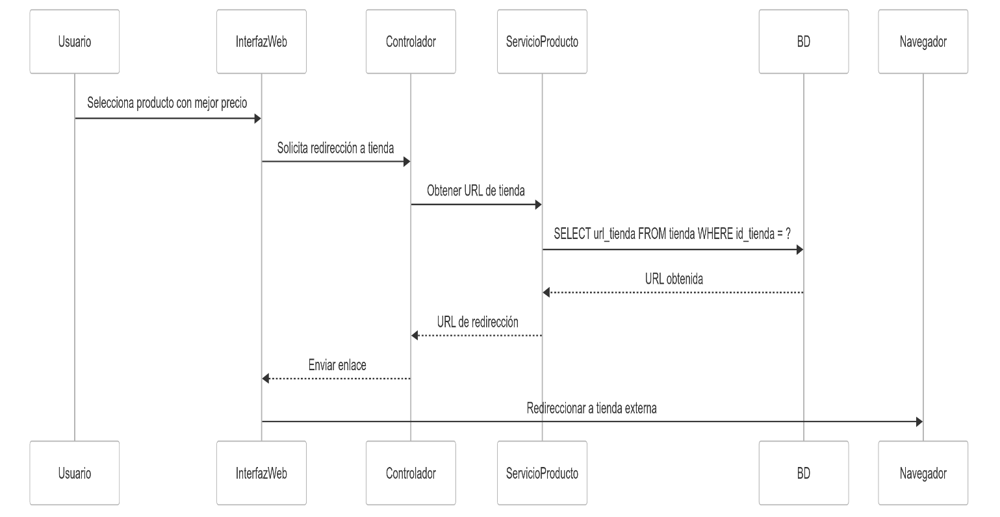 Usuario
InterfazWeb
Controlador
ServicioProducto
BD
Navegador
Selecciona producto con mejor precio
Solicita redirección a tienda
Obtener URL de tienda
SELECT url_tienda FROM tienda WHERE id_tienda = ?
URL obtenida
URL de redirección
Enviar enlace
Redireccionar a tienda externa
Usuario
InterfazWeb
Controlador
ServicioProducto
BD
Navegador